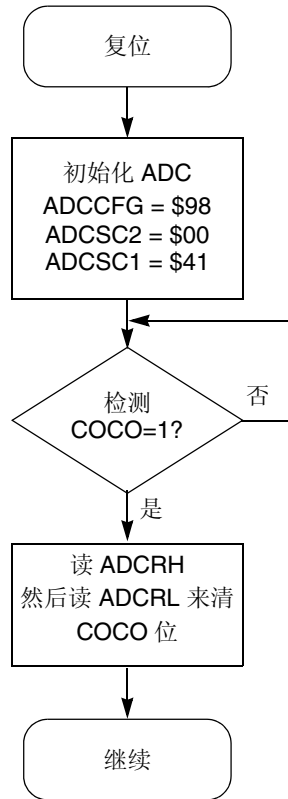 复位
初始化 ADC
ADCCFG = $98
ADCSC2 = $00
ADCSC1 = $41
检测
COCO=1?
否
是
读 ADCRH
然后读 ADCRL 来清
COCO 位
继续